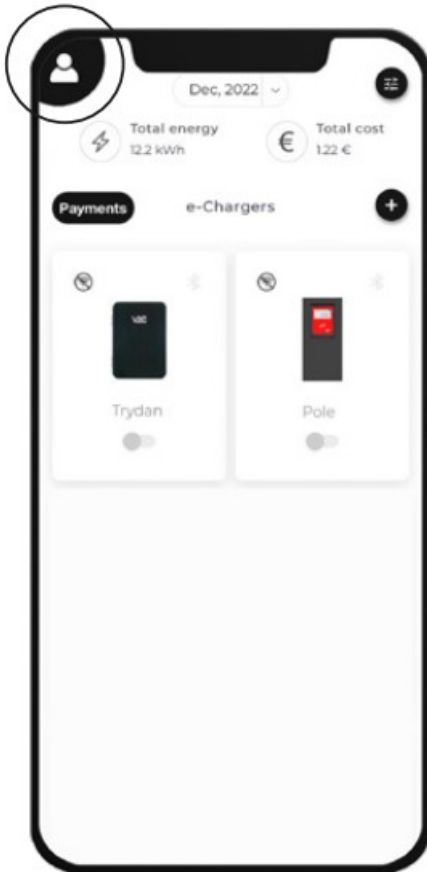 Dec, 2022
Total energy
12.2 kWh
Total cost
1.22 €
Payments
e-Chargers
Trydan
Pole